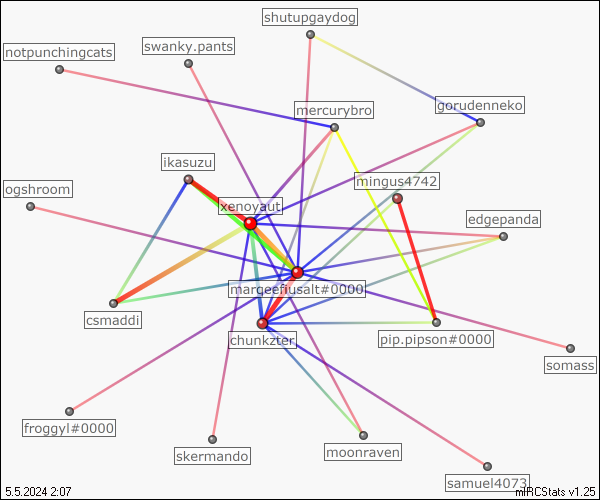 shutupgaydog
swanky.pants
notpunchingcats
mercurybro
gorudenneko
ikasuzu
mingus4742
ogshroom
xenoyaut
edgepanda
marqeefiusalt#0000
csmaddi
chunkzter
pip.pipson#0000
somass
froggyl#0000
skermando
moonraven
samuel4073
5.5.2024 2:07
mIRCStats v1.25